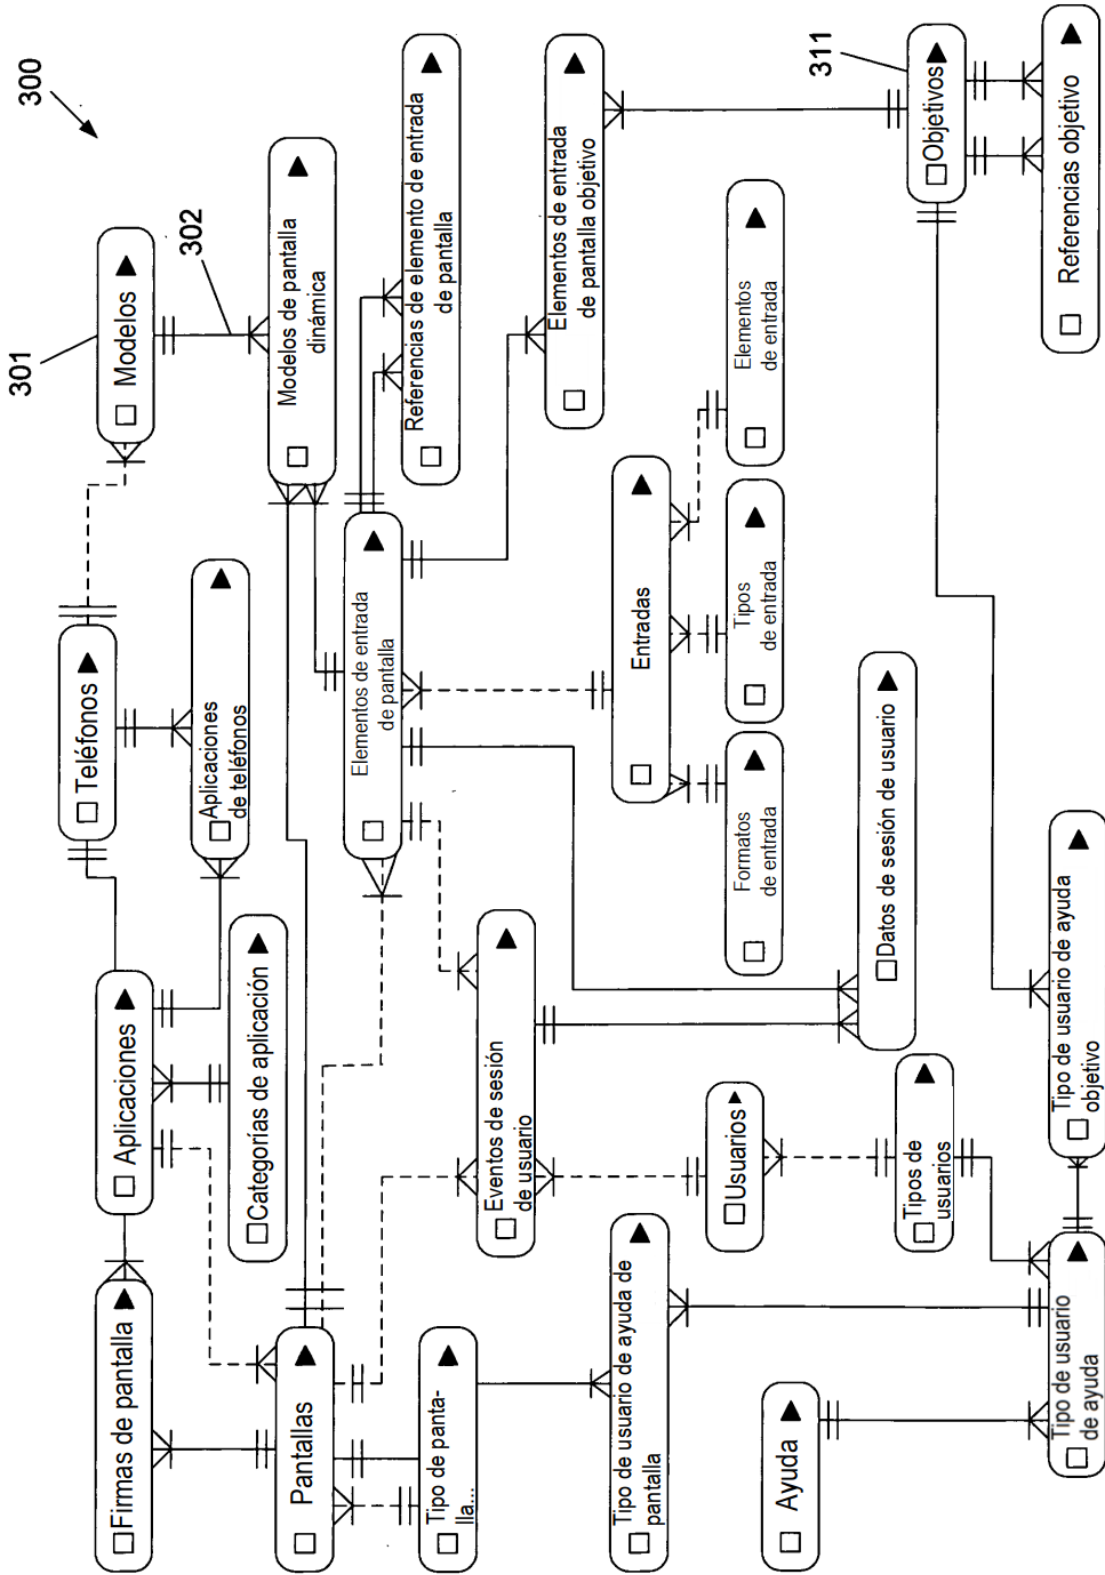 300
301
302
311
Firmas de pantalla
Aplicaciones
Teléfonos
Modelos
Categorías de aplicación
Aplicaciones
de teléfonos
Pantallas
Modelos de pantalla
dinámica
Elementos de entrada
de pantalla
Referencias de elemento de entrada
de pantalla
Tipo de panta-
lla...
Eventos de sesión
de usuario
Elementos de entrada
de pantalla objetivo
Entradas
Tipo de usuario de ayuda de
pantalla
Usuarios
Formatos
de entrada
Tipos
de entrada
Elementos
de entrada
Ayuda
Tipos de
usuarios
Datos de sesión de usuario
Objetivos
Tipo de usuario
de ayuda
Tipo de usuario de ayuda
objetivo
Referencias objetivo